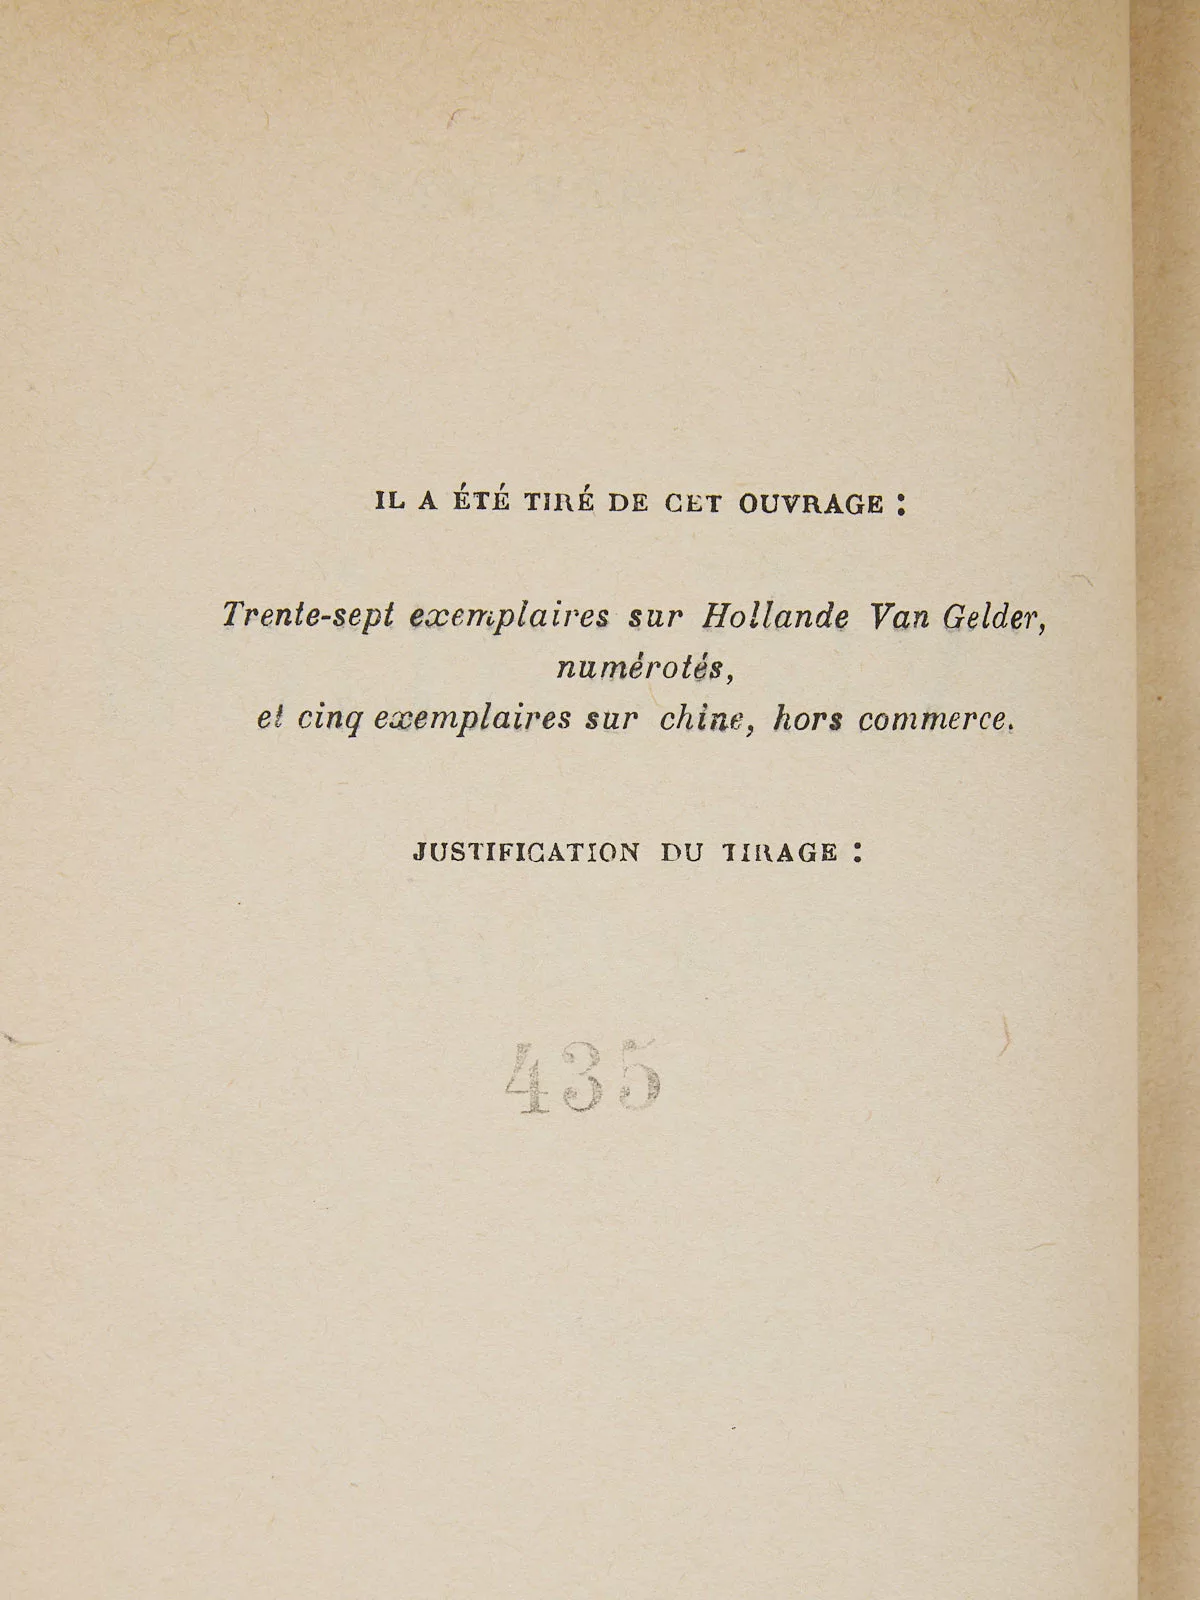 IL A ÉTÉ TIRÉ DE CET OUVRAGE :
Trente-sept exemplaires sur Hollande Van Gelder,
numérotés,
et cinq exemplaires sur chine, hors commerce.
JUSTIFICATION DU TIRAGE :
435